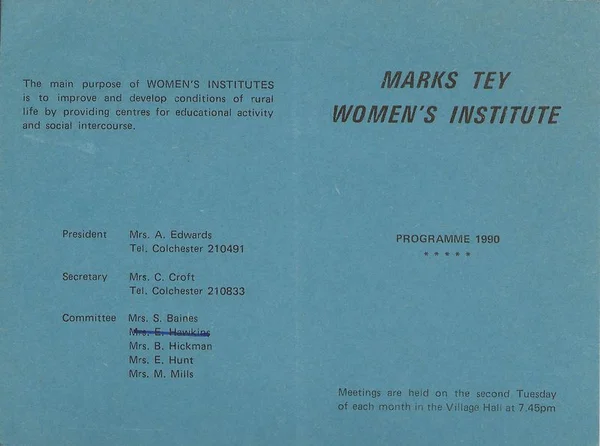 The main purpose of WOMEN'S INSTITUTES
is to improve and develop conditions of rural
life by providing centres for educational activity
and social intercourse.
President Mrs. A. Edwards
Tel. Colchester 210491
Secretary Mrs. C. Croft
Tel. Colchester 210833
Committee Mrs. S. Baines
Mrs. E. Hawkins
Mrs. B. Hickman
Mrs. E. Hunt
Mrs. M. Mills
MARKS TEY
WOMEN'S INSTITUTE
PROGRAMME 1990
* * * * *
Meetings are held on the second Tuesday
of each month in the Village Hall at 7.45pm